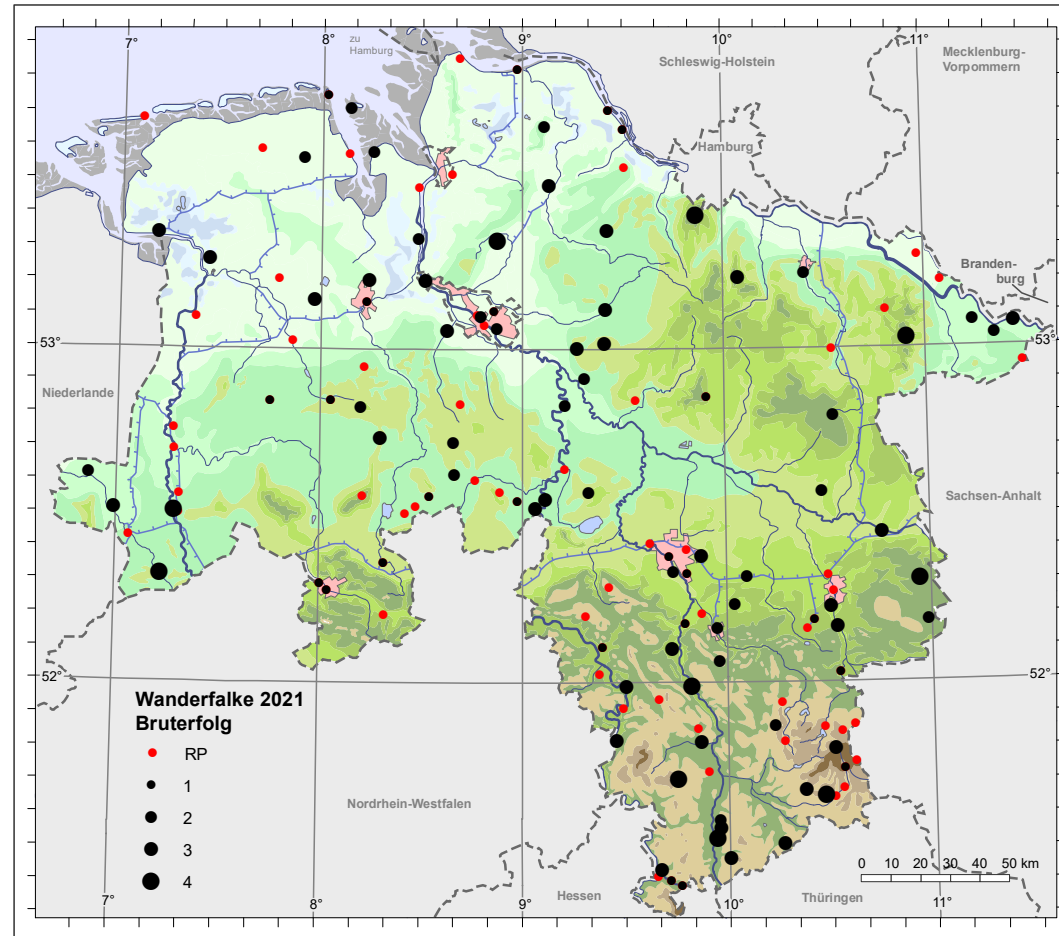 7°
8°
9°
10°
11°
zu
Hamburg
Schleswig-Holstein
Mecklenburg-
Vorpommern
Hamburg
Branden-
burg
53°
53°
Niederlande
Sachsen-Anhalt
52°
52°
Wanderfalke 2021
Bruterfolg
RP
1
2
3
4
Nordrhein-Westfalen
0 10 20 30 40 50 km
Hessen
Thüringen
7°
8°
9°
10°
11°